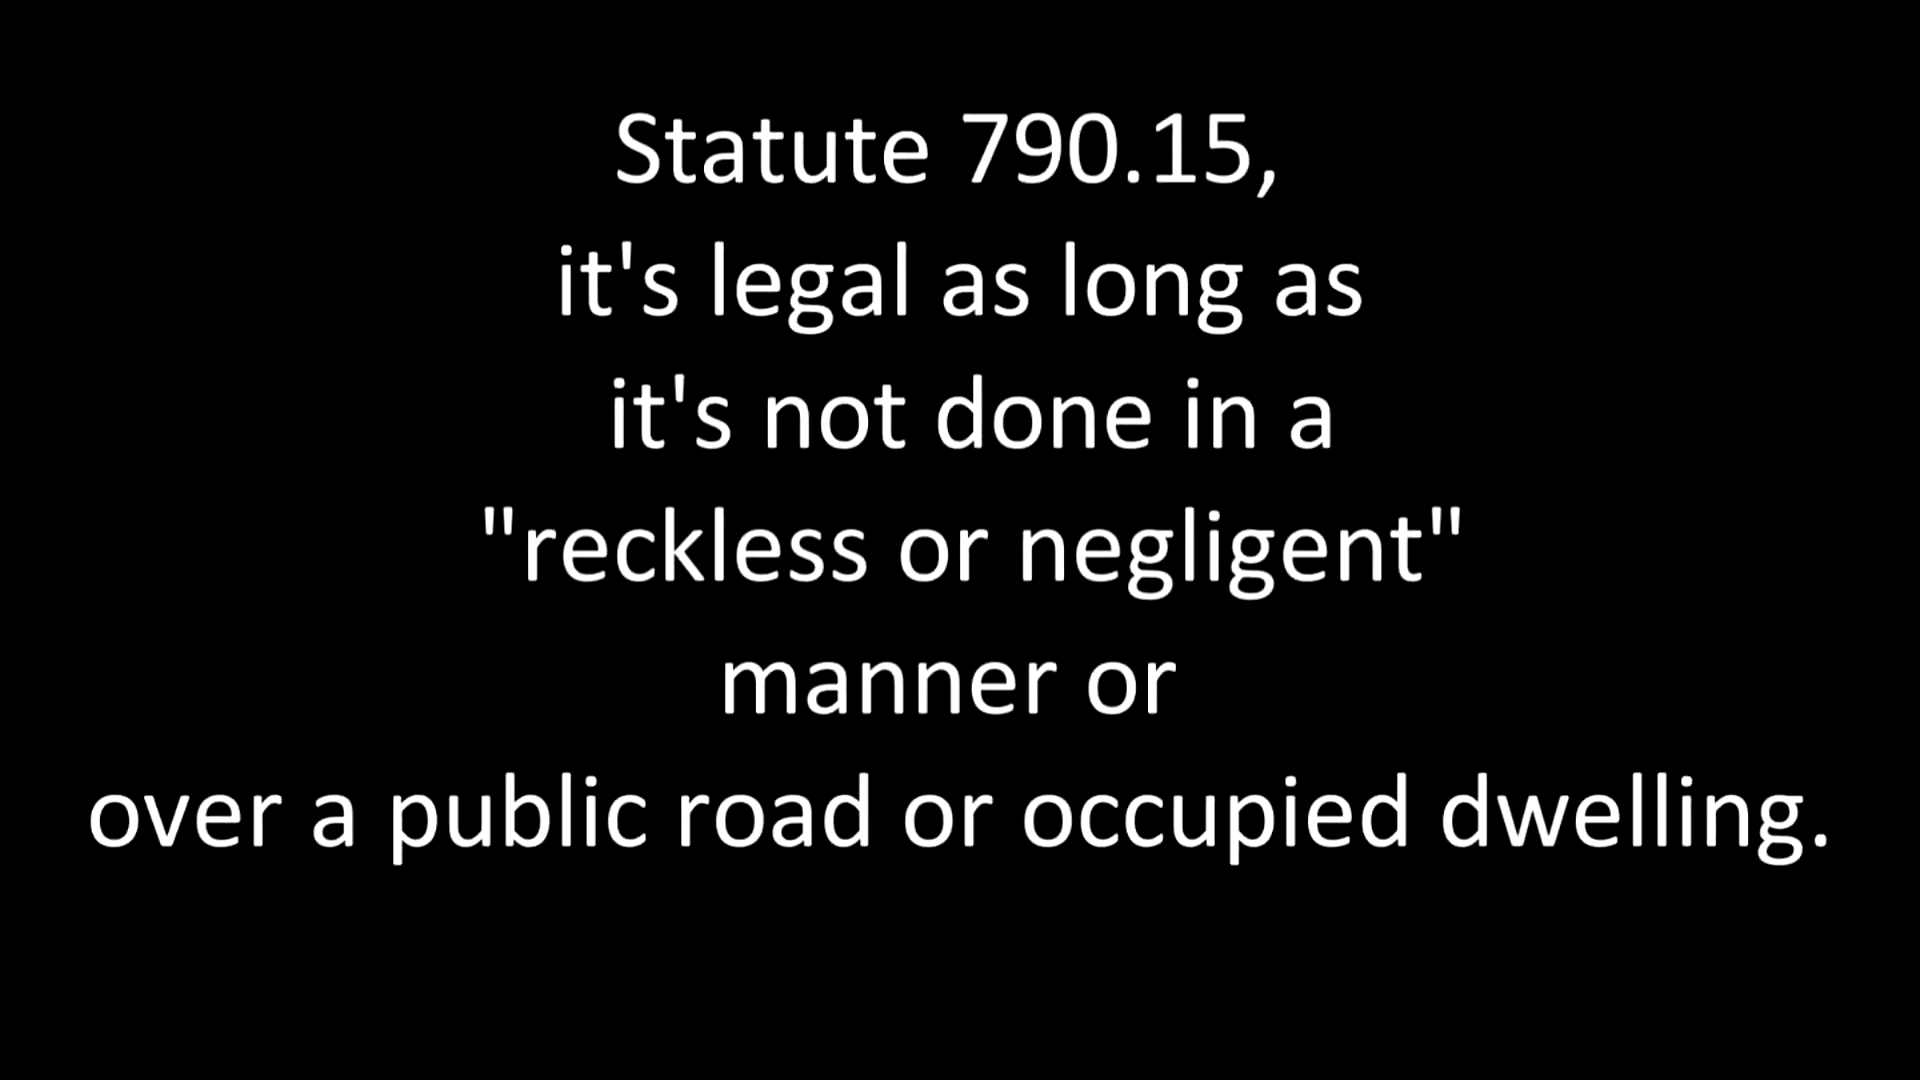 Statute 790.15,
it's legal as long as
it's not done in a
"reckless or negligent"
manner or
over a public road or occupied dwelling.